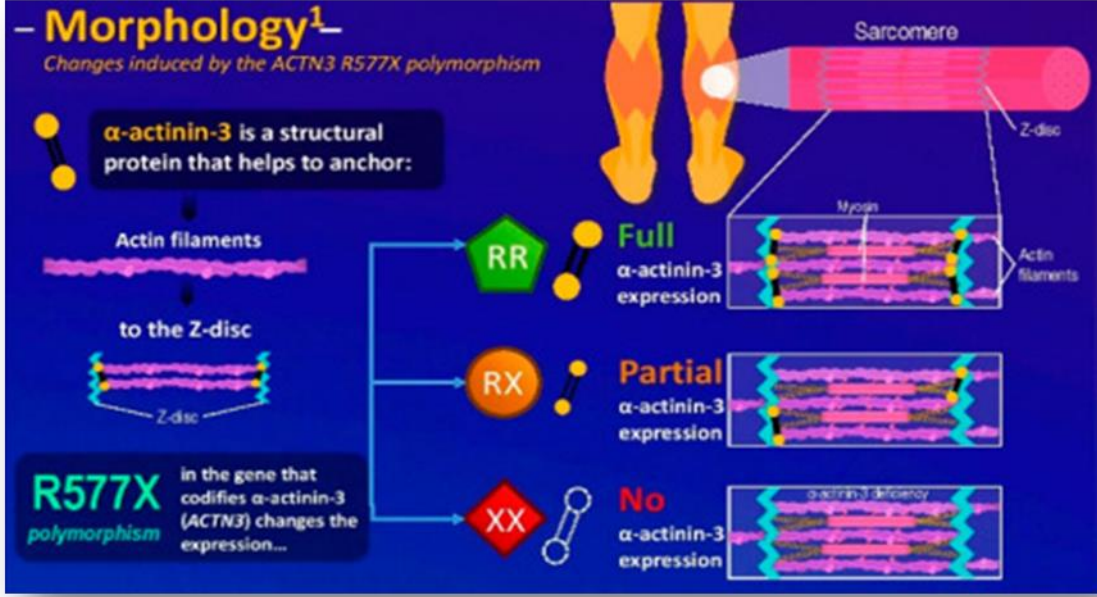 – Morphology¹–
Changes induced by the ACTN3 R577X polymorphism
α-actinin-3 is a structural
protein that helps to anchor:
Actin filaments
to the Z-disc
Z-disc
R577X
polymorphism
in the gene that
codifies α-actinin-3
(ACTN3) changes the
expression...
RR
Full
α-actinin-3
expression
RX
Partial
α-actinin-3
expression
XX
No
α-actinin-3
expression
Sarcomere
Z-disc
Myosin
Actin
filaments
α-actinin-3 deficiency